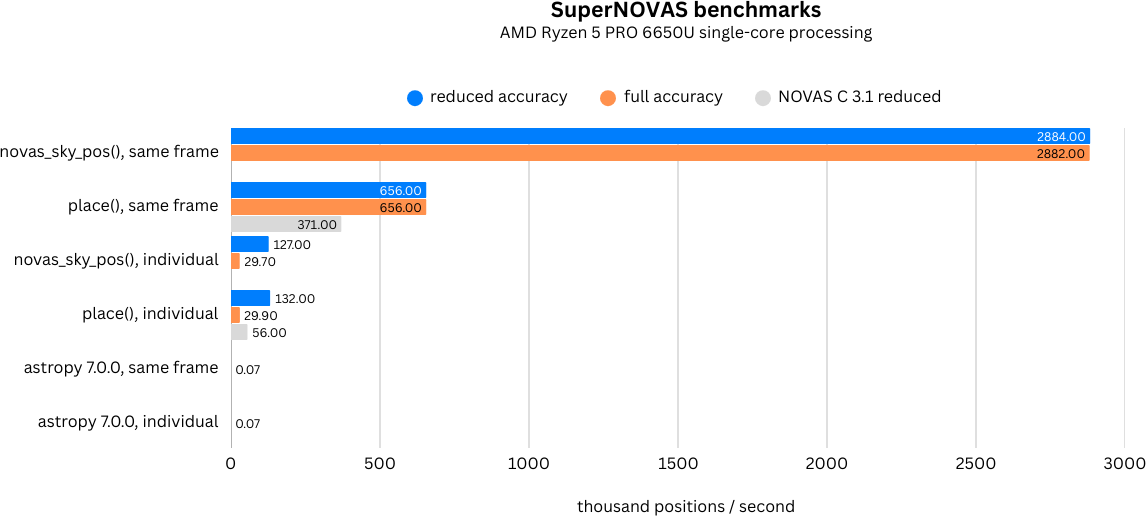 SuperNOVAS benchmarks
AMD Ryzen 5 PRO 6650U single-core processing
reduced accuracy full accuracy NOVAS C 3.1 reduced
2884.00
novas_sky_pos(), same frame
2882.00
656.00
place(), same frame
656.00
371.00
127.00
novas_sky_pos(), individual
29.70
132.00
place(), individual
29.90
56.00
astropy 7.0.0, same frame 0.07
astropy 7.0.0, individual 0.07
0 500 1000 1500 2000 2500 3000
thousand positions / second